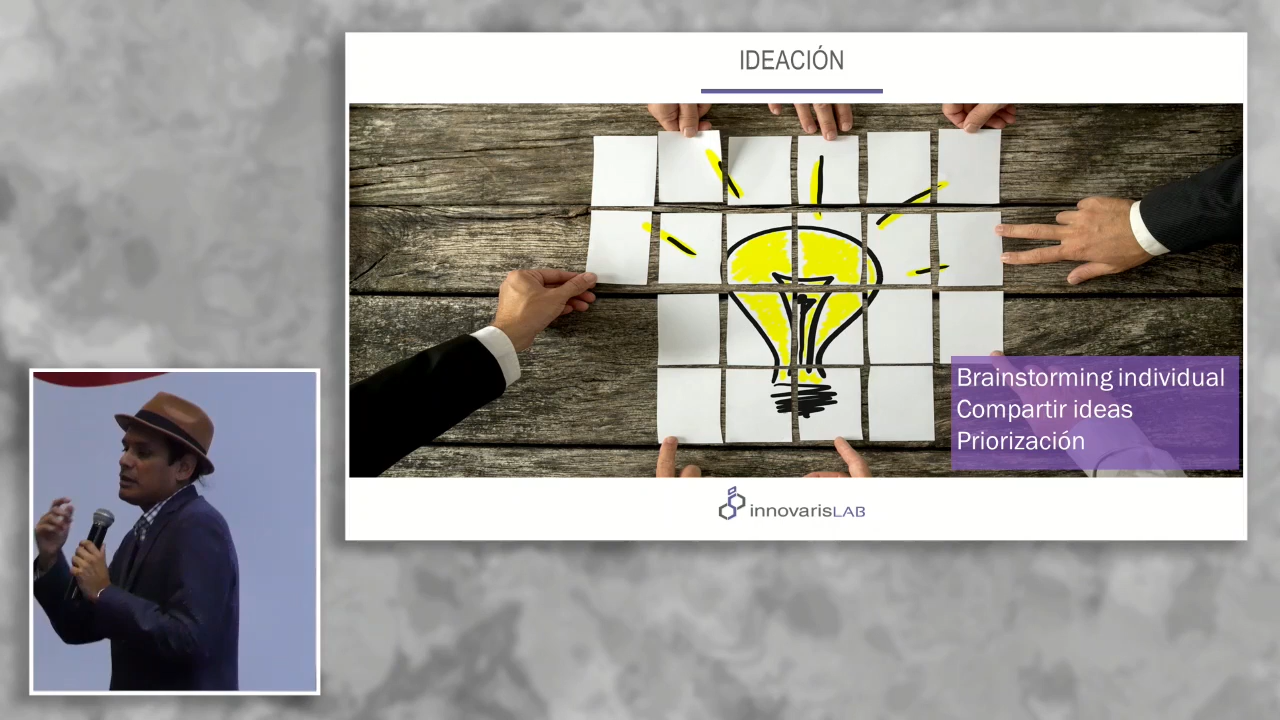 IDEACIÓN
Brainstorming individual
Compartir ideas
Priorización
innovarisLAB